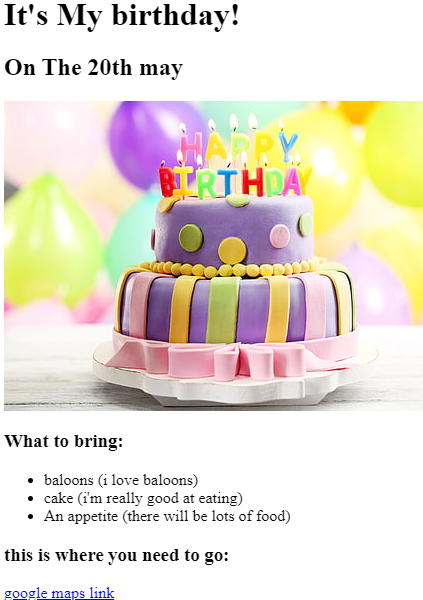 It's My birthday!
On The 20th may
HAPPY
BIRTHDAY
What to bring:
baloons (i love baloons)
cake (i'm really good at eating)
An appetite (there will be lots of food)
this is where you need to go:
google maps link